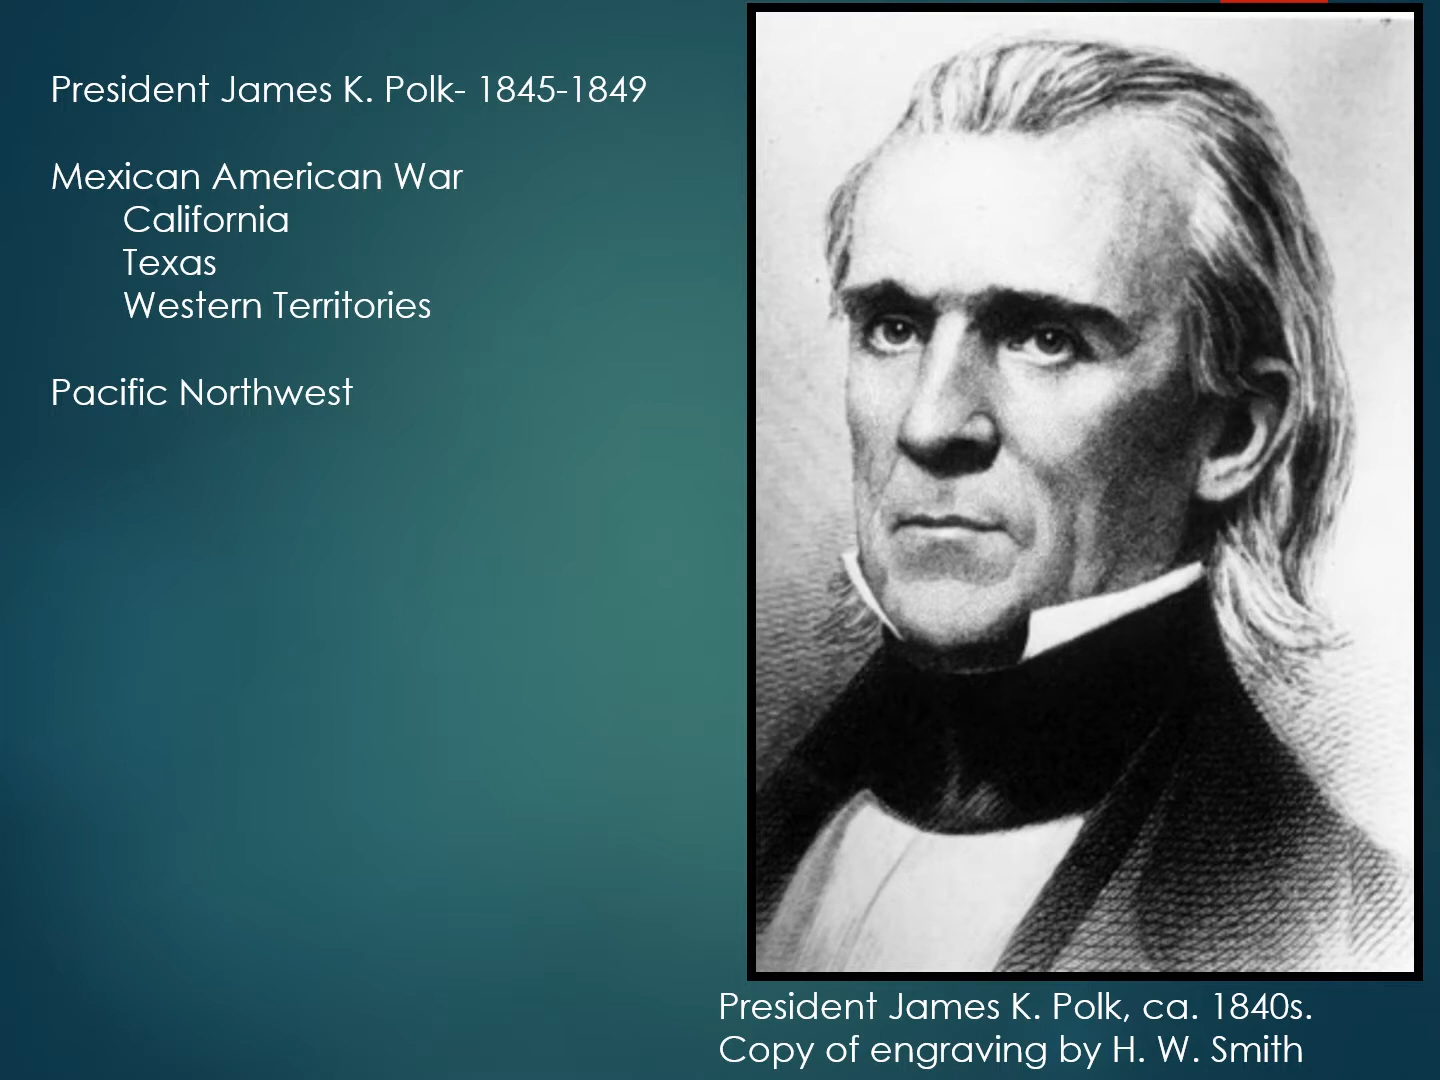 President James K. Polk- 1845-1849
Mexican American War
California
Texas
Western Territories
Pacific Northwest
President James K. Polk, ca. 1840s.
Copy of engraving by H. W. Smith